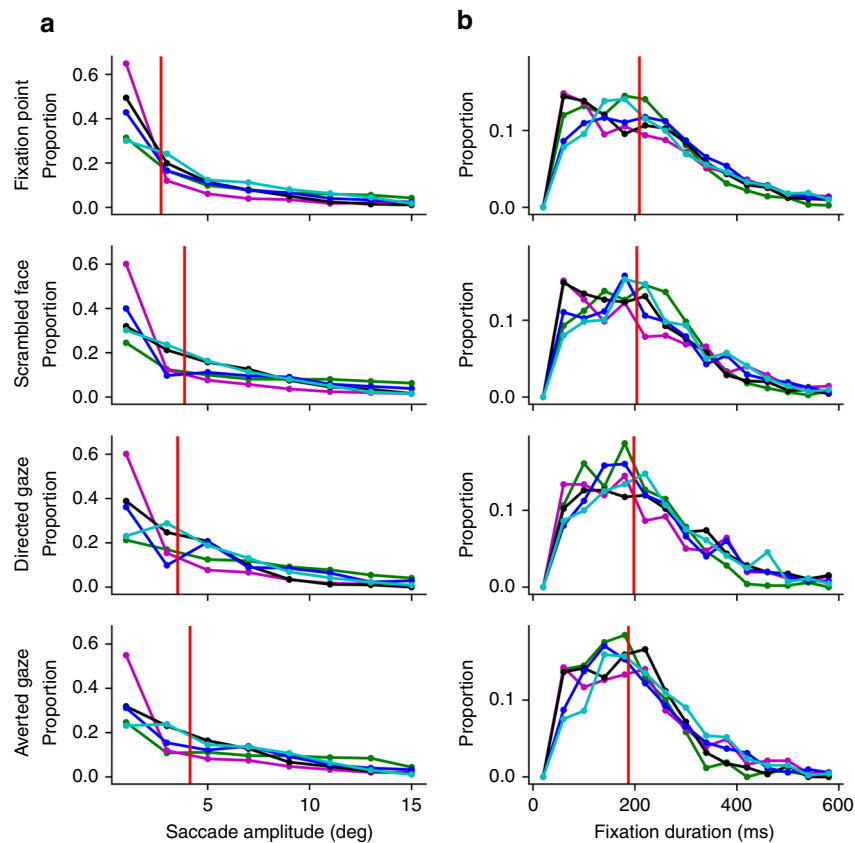 a
b
Fixation point
Proportion
0.6
0.4
0.2
0.0
Proportion
0.1
0.0
Scrambled face
Proportion
0.6
0.4
0.2
0.0
Proportion
0.1
0.0
Directed gaze
Proportion
0.6
0.4
0.2
0.0
Proportion
0.1
0.0
Averted gaze
Proportion
0.6
0.4
0.2
0.0
5
10
15
Saccade amplitude (deg)
Proportion
0.1
0.0
0
200
400
600
Fixation duration (ms)